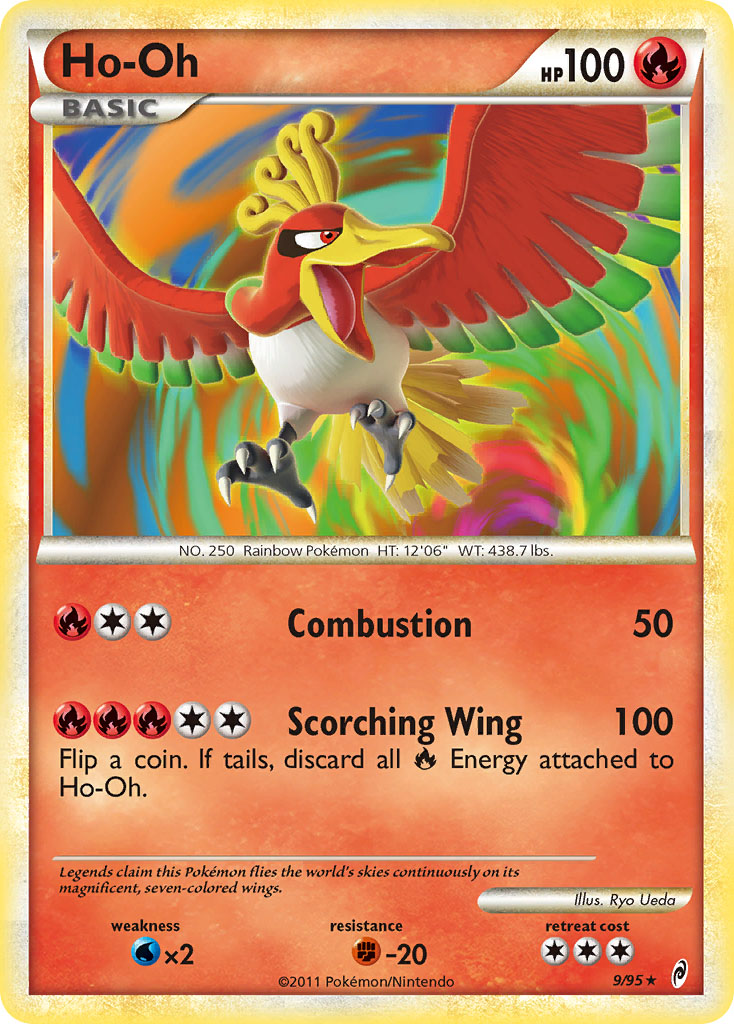 Ho-Oh
HP100
BASIC
NO. 250 Rainbow Pokémon HT: 12'06" WT: 438.7 lbs.
Combustion 50
Scorching Wing 100
Flip a coin. If tails, discard all Energy attached to
Ho-Oh.
Legends claim this Pokémon flies the world's skies continuously on its
magnificent, seven-colored wings.
Illus. Ryo Ueda
weakness resistance retreat cost
×2 -20
©2011 Pokémon/Nintendo 9/95 ★